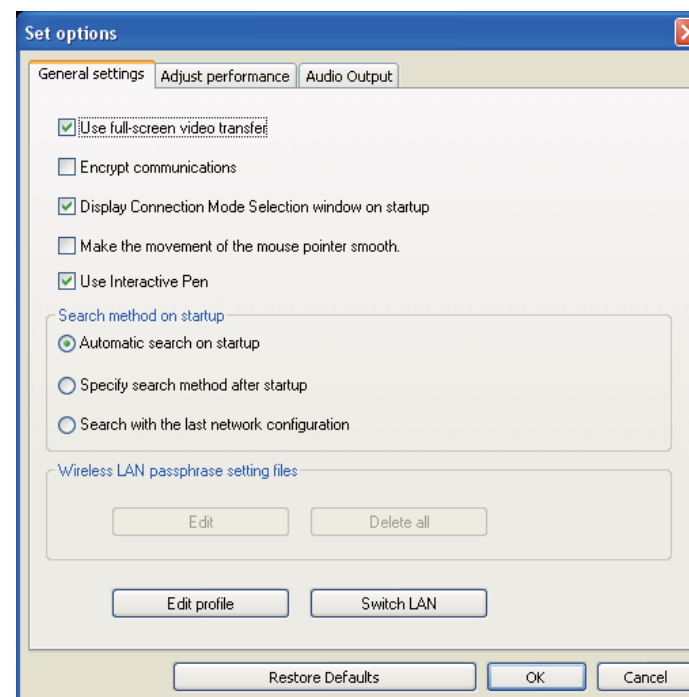 Set options
General settings Adjust performance Audio Output
Use full-screen video transfer
Encrypt communications
Display Connection Mode Selection window on startup
Make the movement of the mouse pointer smooth.
Use Interactive Pen
Search method on startup
Automatic search on startup
Specify search method after startup
Search with the last network configuration
Wireless LAN passphrase setting files
Edit Delete all
Edit profile Switch LAN
Restore Defaults OK Cancel